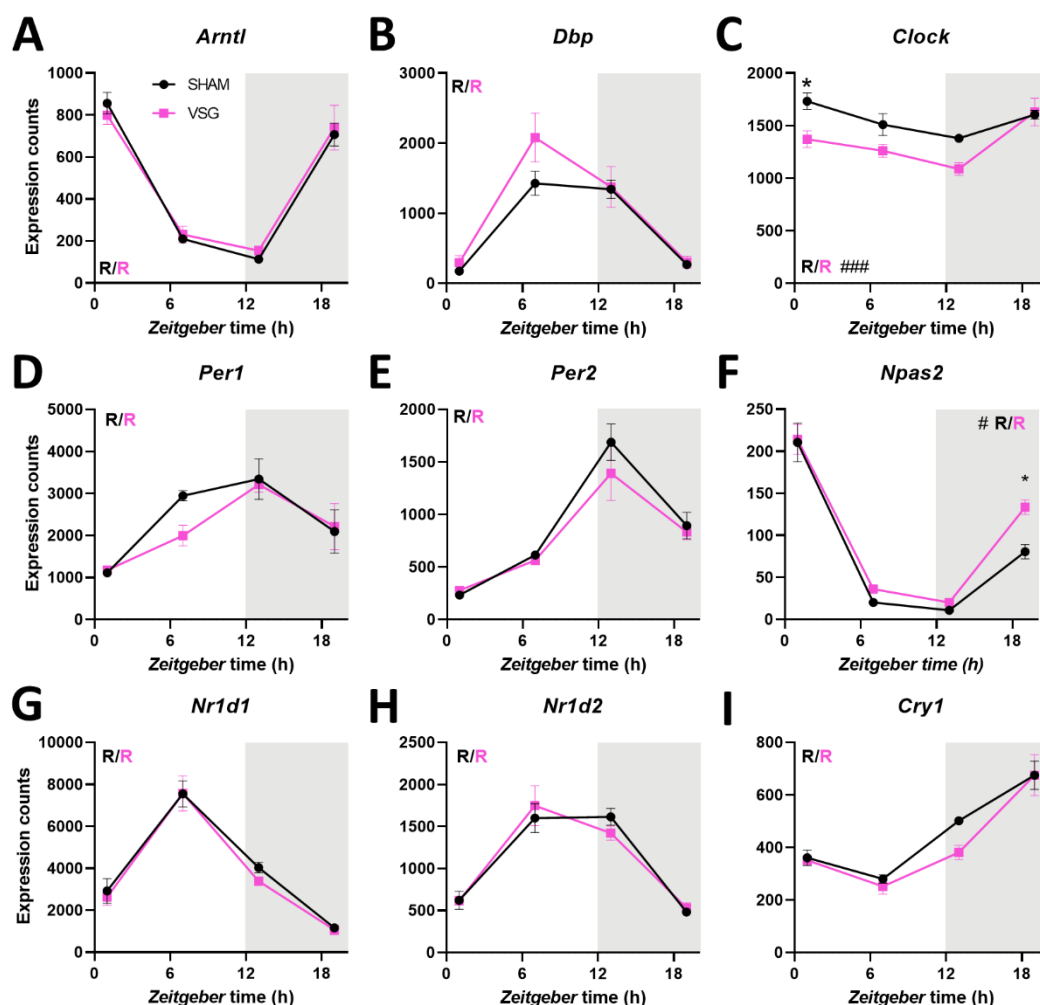 A
Arntl
Expression counts
1000
800
600
400
200
0
SHAM
VSG
R/R
0 6 12 18
Zeitgeber time (h)
B
Dbp
3000
2000
1000
0
R/R
0 6 12 18
Zeitgeber time (h)
C
Clock
2000
1500
1000
500
0
*
R/R ###
0 6 12 18
Zeitgeber time (h)
D
Per1
Expression counts
5000
4000
3000
2000
1000
0
R/R
0 6 12 18
Zeitgeber time (h)
E
Per2
2000
1500
1000
500
0
R/R
0 6 12 18
Zeitgeber time (h)
F
Npas2
250
200
150
100
50
0
# R/R
*
0 6 12 18
Zeitgeber time (h)
G
Nr1d1
Expression counts
10000
8000
6000
4000
2000
0
R/R
0 6 12 18
Zeitgeber time (h)
H
Nr1d2
2500
2000
1500
1000
500
0
R/R
0 6 12 18
Zeitgeber time (h)
I
Cry1
800
600
400
200
0
R/R
0 6 12 18
Zeitgeber time (h)